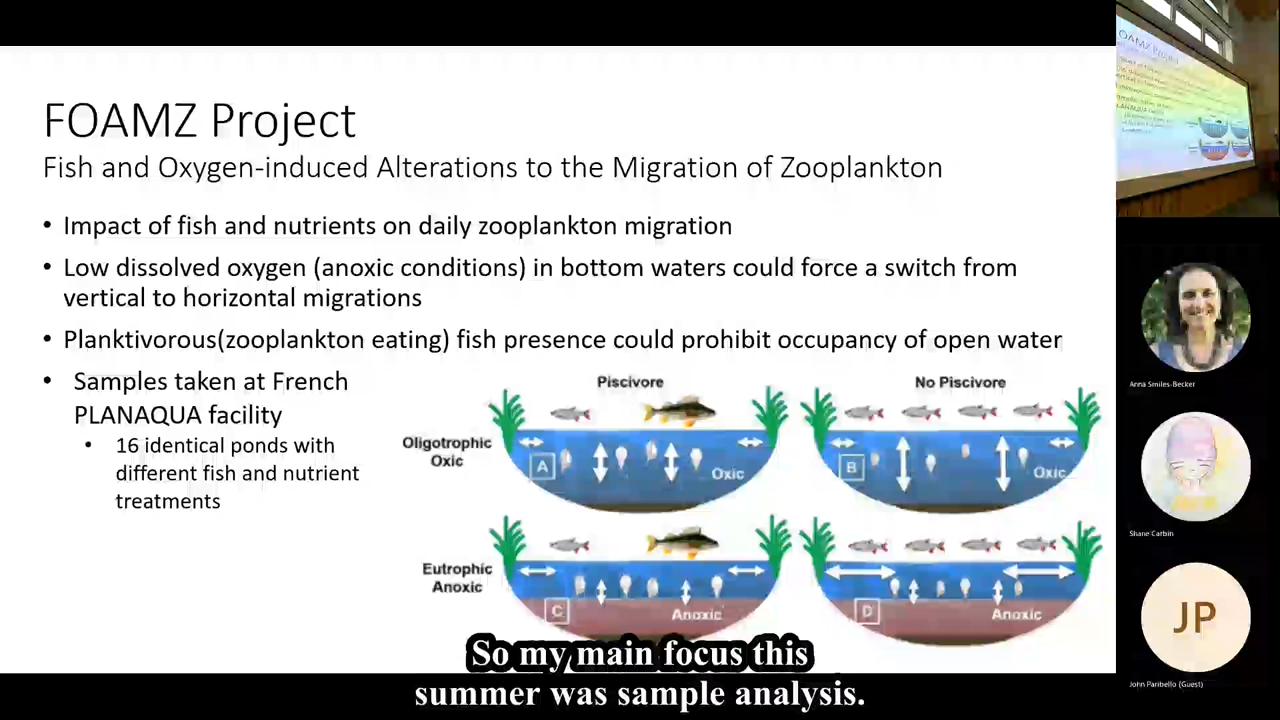 FOAMZ Project
Fish and Oxygen-induced Alterations to the Migration of Zooplankton
• Impact of fish and nutrients on daily zooplankton migration
• Low dissolved oxygen (anoxic conditions) in bottom waters could force a switch from
vertical to horizontal migrations
• Planktivorous(zooplankton eating) fish presence could prohibit occupancy of open water
• Samples taken at French
PLANAQUA facility
• 16 identical ponds with
different fish and nutrient
treatments
Piscivore
No Piscivore
Oligotrophic
Oxic
A
Oxic
B
Oxic
Eutrophic
Anoxic
C
Anoxic
D
Anoxic
So my main focus this
summer was sample analysis.
FOAMZ Project
Anna Smiles-Becker
Shane Carbin
JP
John Paribello (Guest)